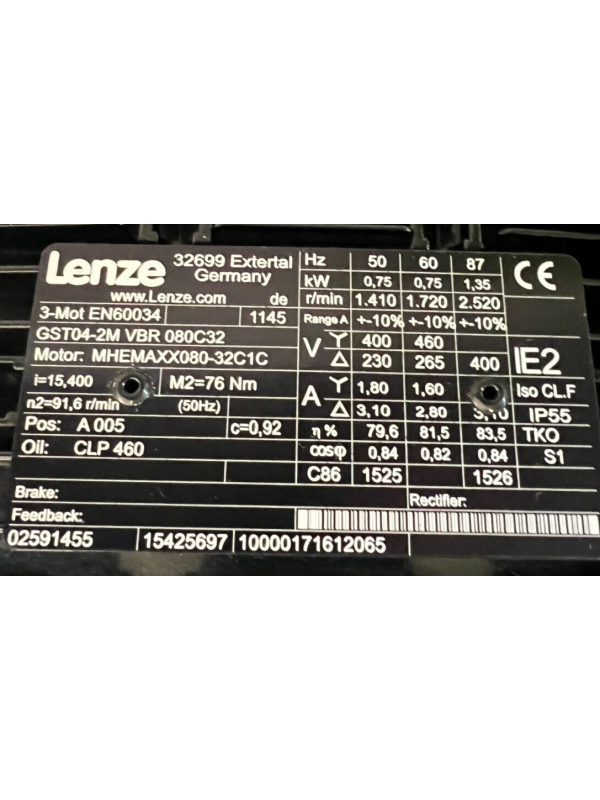 Lenze
32699 Extertal
Germany
www.Lenze.com de
3-Mot EN60034 1145
GST04-2M VBR 080C32
Motor: MHEMAXX080-32C1C
i=15,400 M2=76 Nm
n2=91,6 r/min (50Hz)
Pos: A 005 c=0,92
Oil: CLP 460
Brake:
Feedback:
02591455 15425697 10000171612065
Hz 50 60 87
kW 0,75 0,75 1,35
r/min 1.410 1.720 2.520
Range A +-10% +-10% +-10%
V Y 400 460
Δ 230 265 400
A Y 1,80 1,60
Δ 3,10 2,80 3,10
η % 79,6 81,5 83,5
cosφ 0,84 0,82 0,84
C86 1525 1526
Rectifier:
CE
IE2
Iso CL.F
IP55
TKO
S1